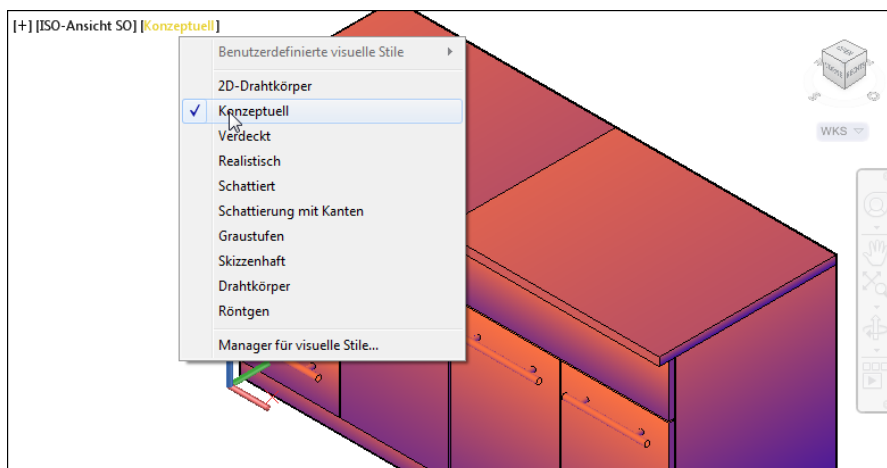 [+] [ISO-Ansicht SO] [Konzeptuell]
Benutzerdefinierte visuelle Stile
2D-Drahtkörper
Konzeptuell
Verdeckt
Realistisch
Schattiert
Schattierung mit Kanten
Graustufen
Skizzenhaft
Drahtkörper
Röntgen
Manager für visuelle Stile...
WKS